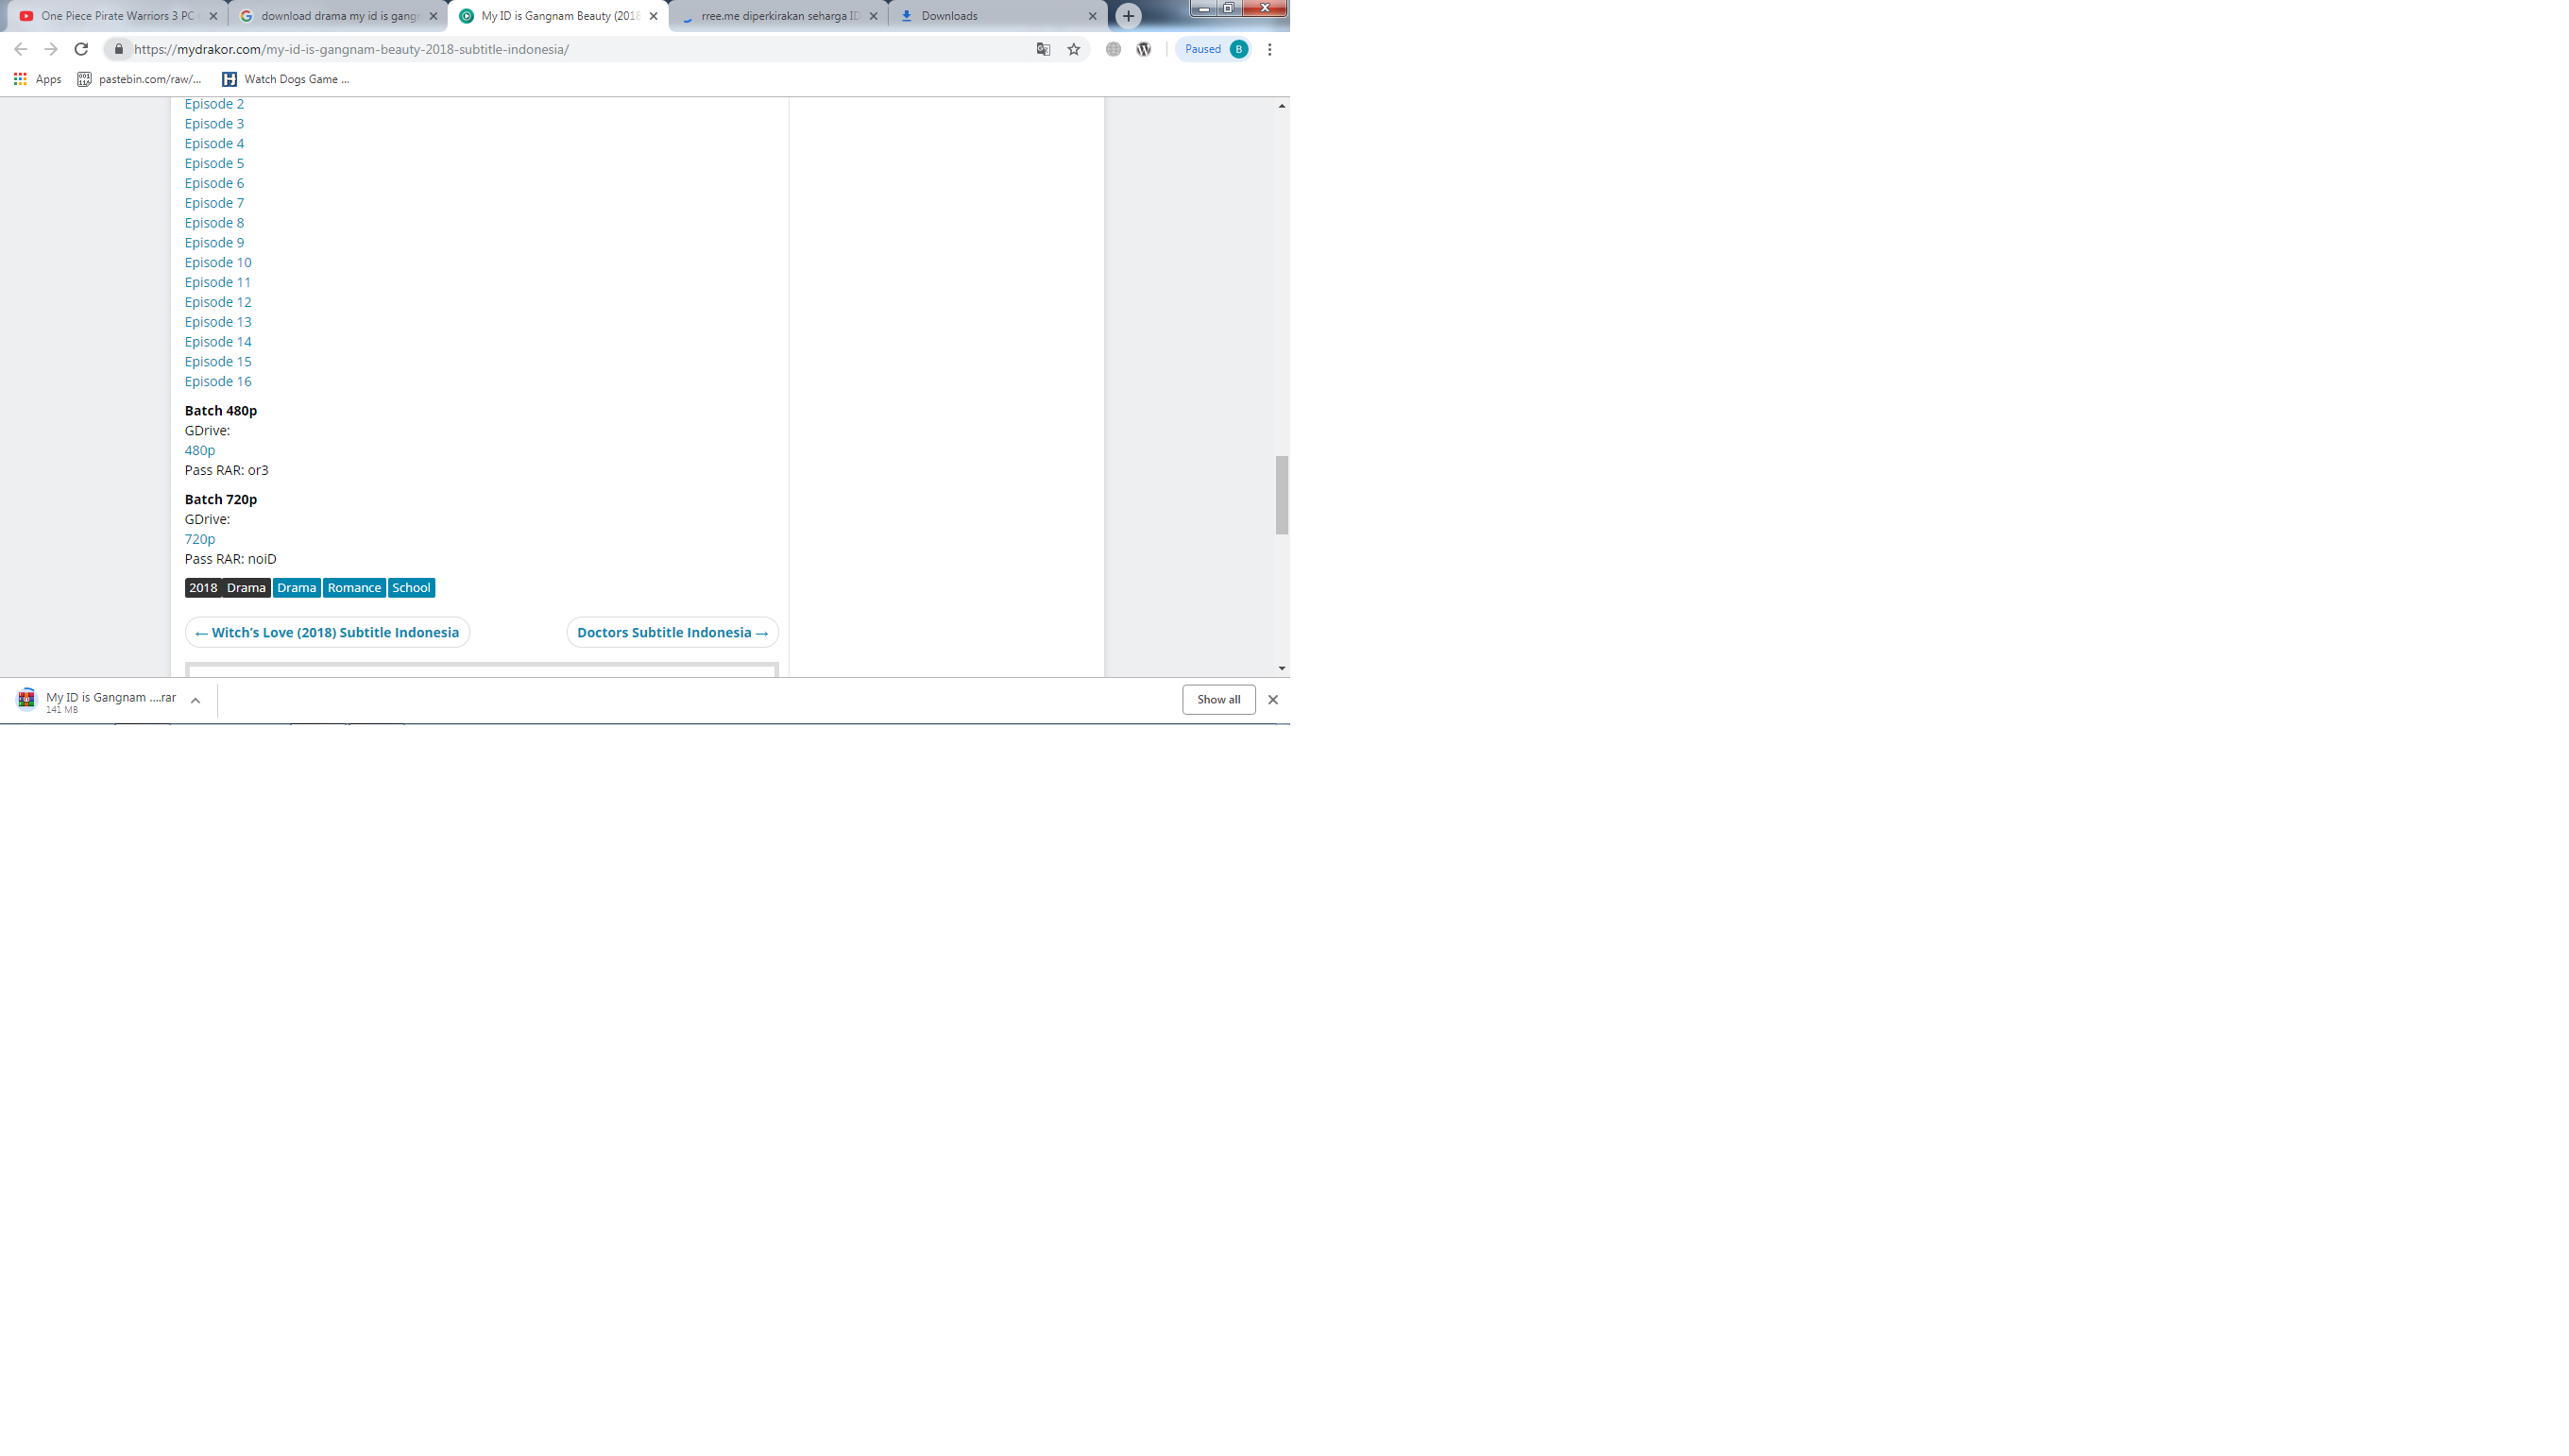 One Piece Pirate Warriors 3 PC
download drama my id is gangn
My ID is Gangnam Beauty (2018
rree.me diperkirakan seharga ID
Downloads
https://mydrakor.com/my-id-is-gangnam-beauty-2018-subtitle-indonesia/
Paused B
Apps
pastebin.com/raw/...
Watch Dogs Game ...
Episode 2
Episode 3
Episode 4
Episode 5
Episode 6
Episode 7
Episode 8
Episode 9
Episode 10
Episode 11
Episode 12
Episode 13
Episode 14
Episode 15
Episode 16
Batch 480p
GDrive:
480p
Pass RAR: or3
Batch 720p
GDrive:
720p
Pass RAR: noiD
2018 Drama Drama Romance School
← Witch’s Love (2018) Subtitle Indonesia
Doctors Subtitle Indonesia →
My ID is Gangnam ....rar
141 MB
Show all